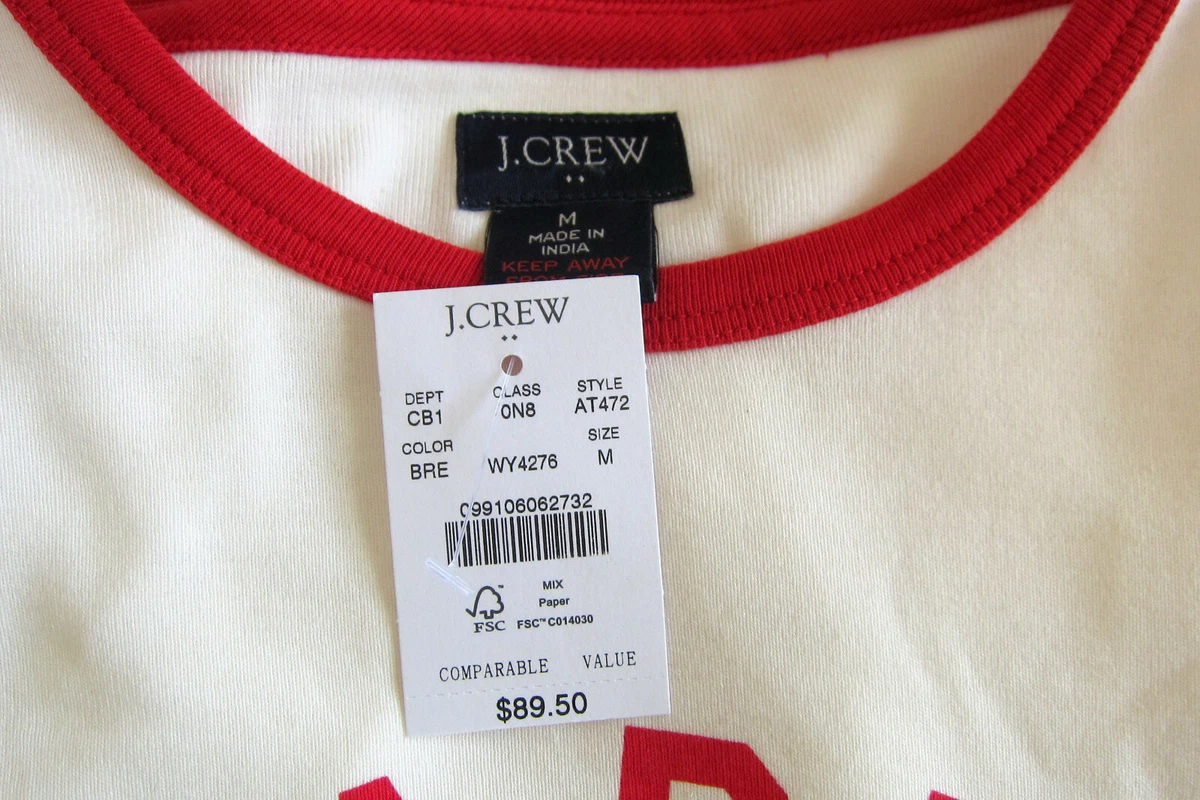 J.CREW
M
MADE IN
INDIA
KEEP AWAY
J.CREW
DEPT CLASS STYLE
CB1 0N8 AT472
COLOR SIZE
BRE WY4276 M
099106062732
MIX
Paper
FSC™ C014030
FSC
COMPARABLE VALUE
$89.50